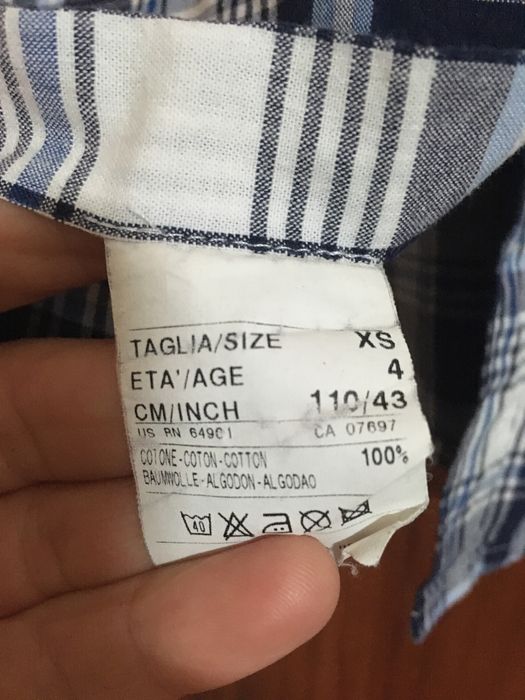 TAGLIA/SIZE XS
ETA'/AGE 4
CM/INCH 110/43
US RN 64901 CA 07697
COTONE-COTON-COTTON 100%
BAUMWOLLE-ALGODON-ALGODAO
40